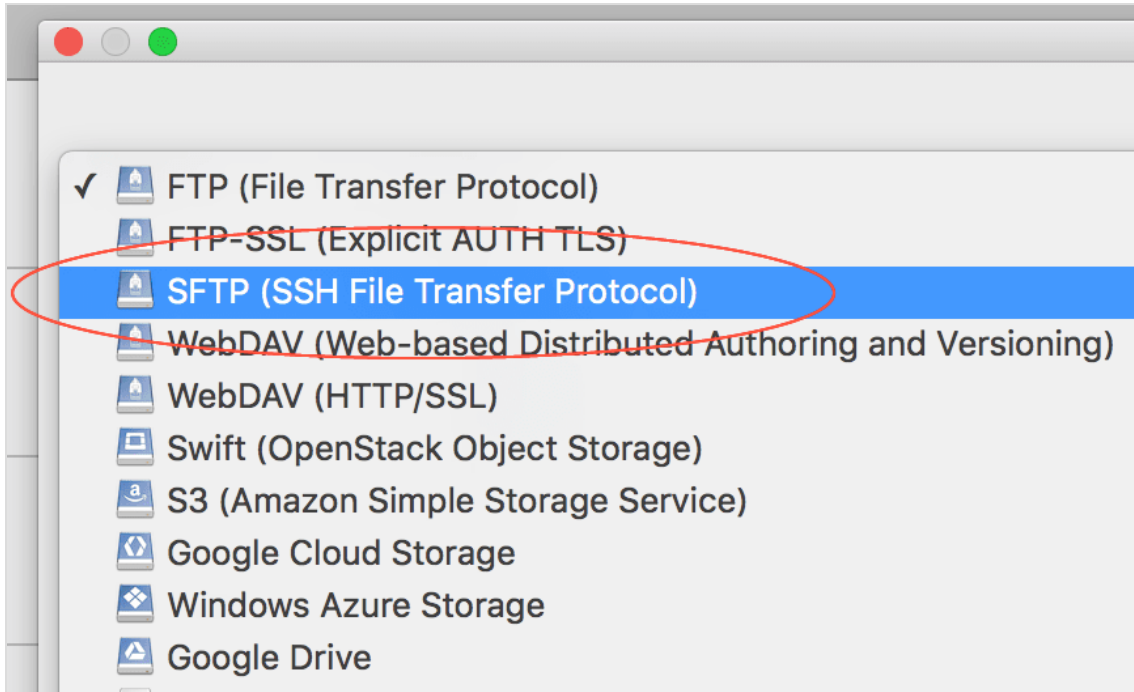 ✓ FTP (File Transfer Protocol)
FTP-SSL (Explicit AUTH TLS)
SFTP (SSH File Transfer Protocol)
WebDAV (Web-based Distributed Authoring and Versioning)
WebDAV (HTTP/SSL)
Swift (OpenStack Object Storage)
S3 (Amazon Simple Storage Service)
Google Cloud Storage
Windows Azure Storage
Google Drive